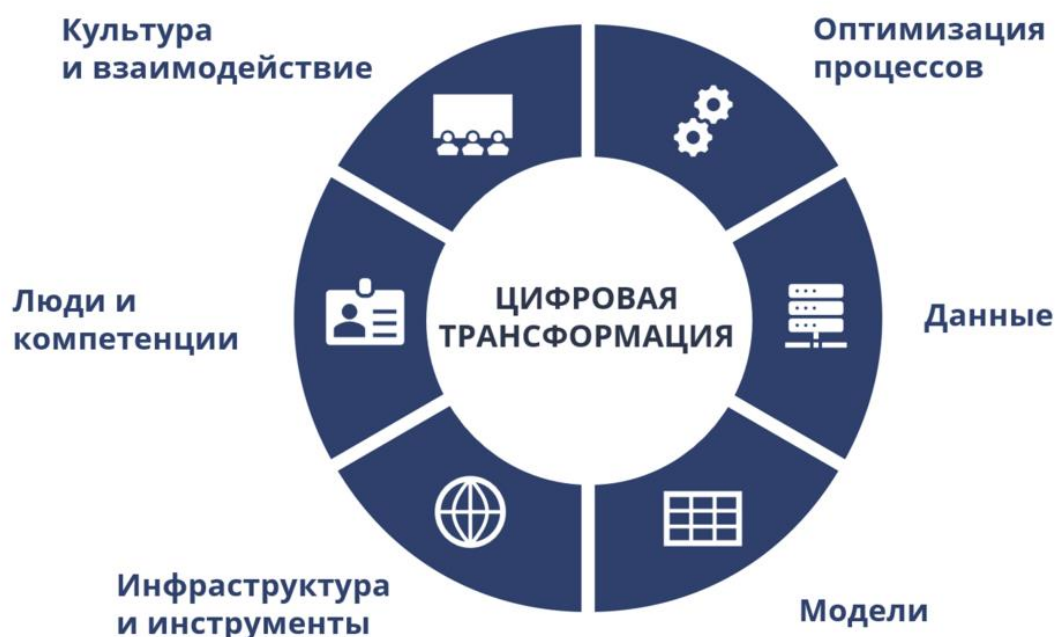 Культура
и взаимодействие
Оптимизация
процессов
Люди и
компетенции
ЦИФРОВАЯ
ТРАНСФОРМАЦИЯ
Данные
Инфраструктура
и инструменты
Модели